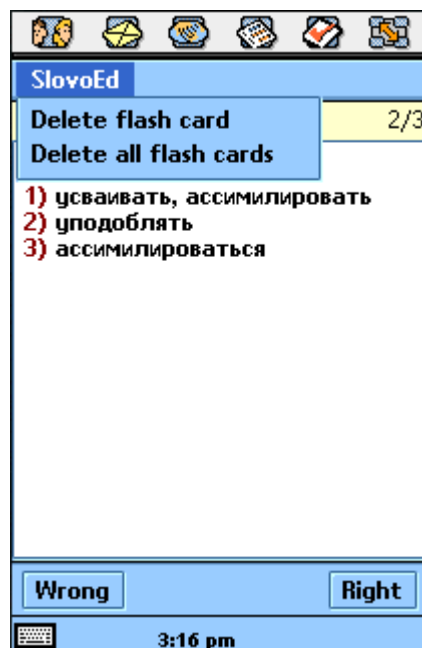 SlovoEd
Delete flash card
2/3
Delete all flash cards
1) усваивать, ассимилировать
2) уподоблять
3) ассимилироваться
Wrong
Right
3:16 pm